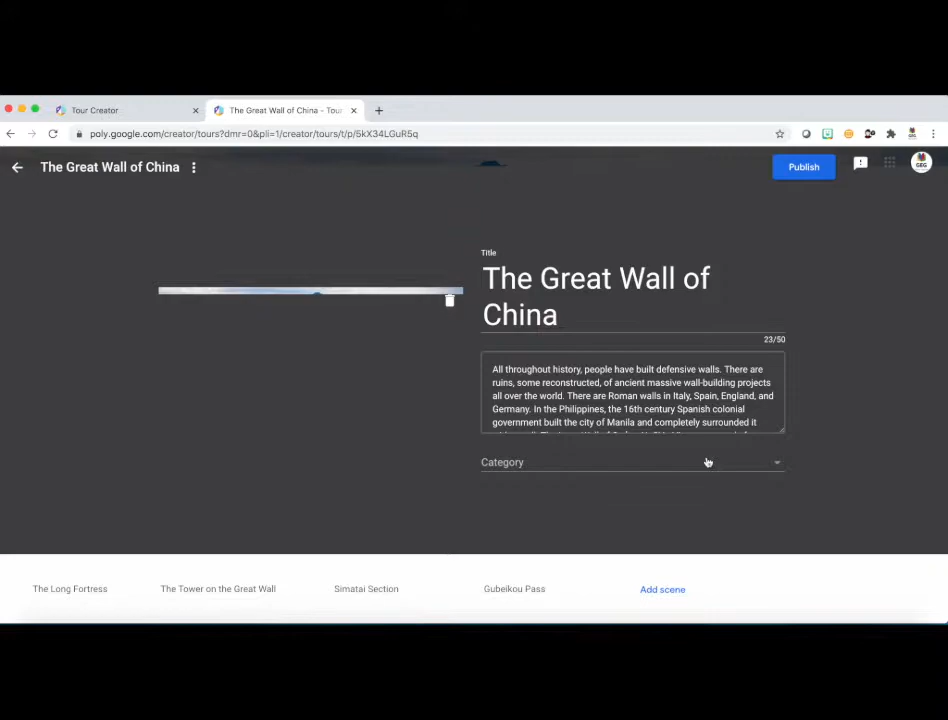 Tour Creator
The Great Wall of China - Tour
poly.google.com/creator/tours?dmr=0&pli=1/creator/tours/t/p/5kX34LGuR5q
The Great Wall of China
Publish
GEG
Title
The Great Wall of
China
23/50
All throughout history, people have built defensive walls. There are
ruins, some reconstructed, of ancient massive wall-building projects
all over the world. There are Roman walls in Italy, Spain, England, and
Germany. In the Philippines, the 16th century Spanish colonial
government built the city of Manila and completely surrounded it
Category
The Long Fortress
The Tower on the Great Wall
Simatai Section
Gubeikou Pass
Add scene